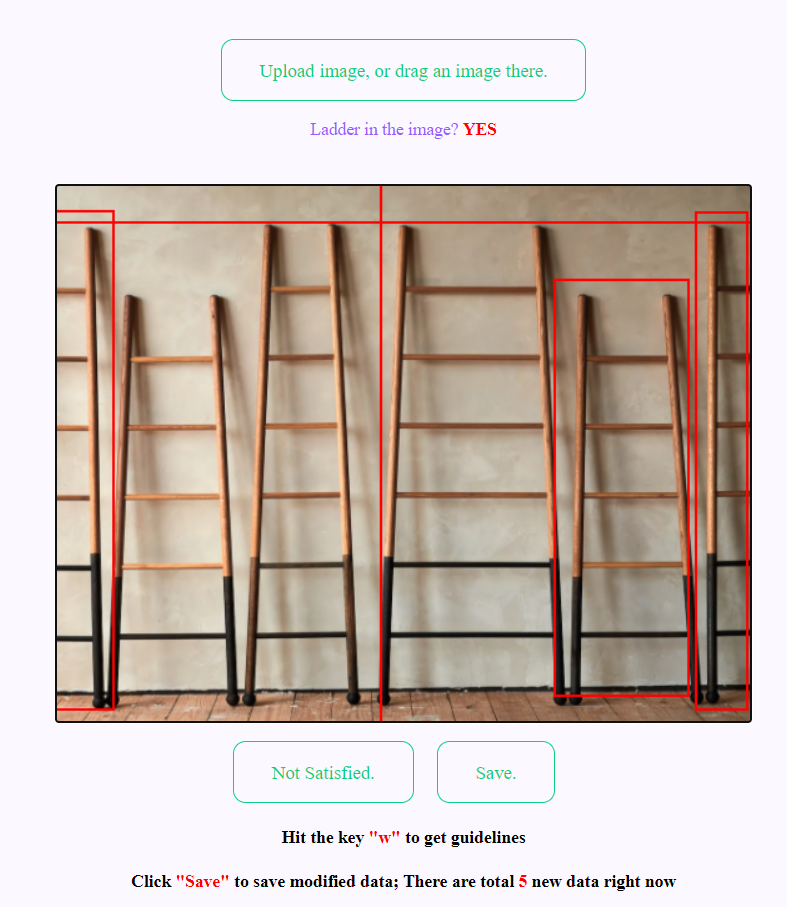 Upload image, or drag an image there.
Ladder in the image? YES
Not Satisfied.
Save.
Hit the key "w" to get guidelines
Click "Save" to save modified data; There are total 5 new data right now